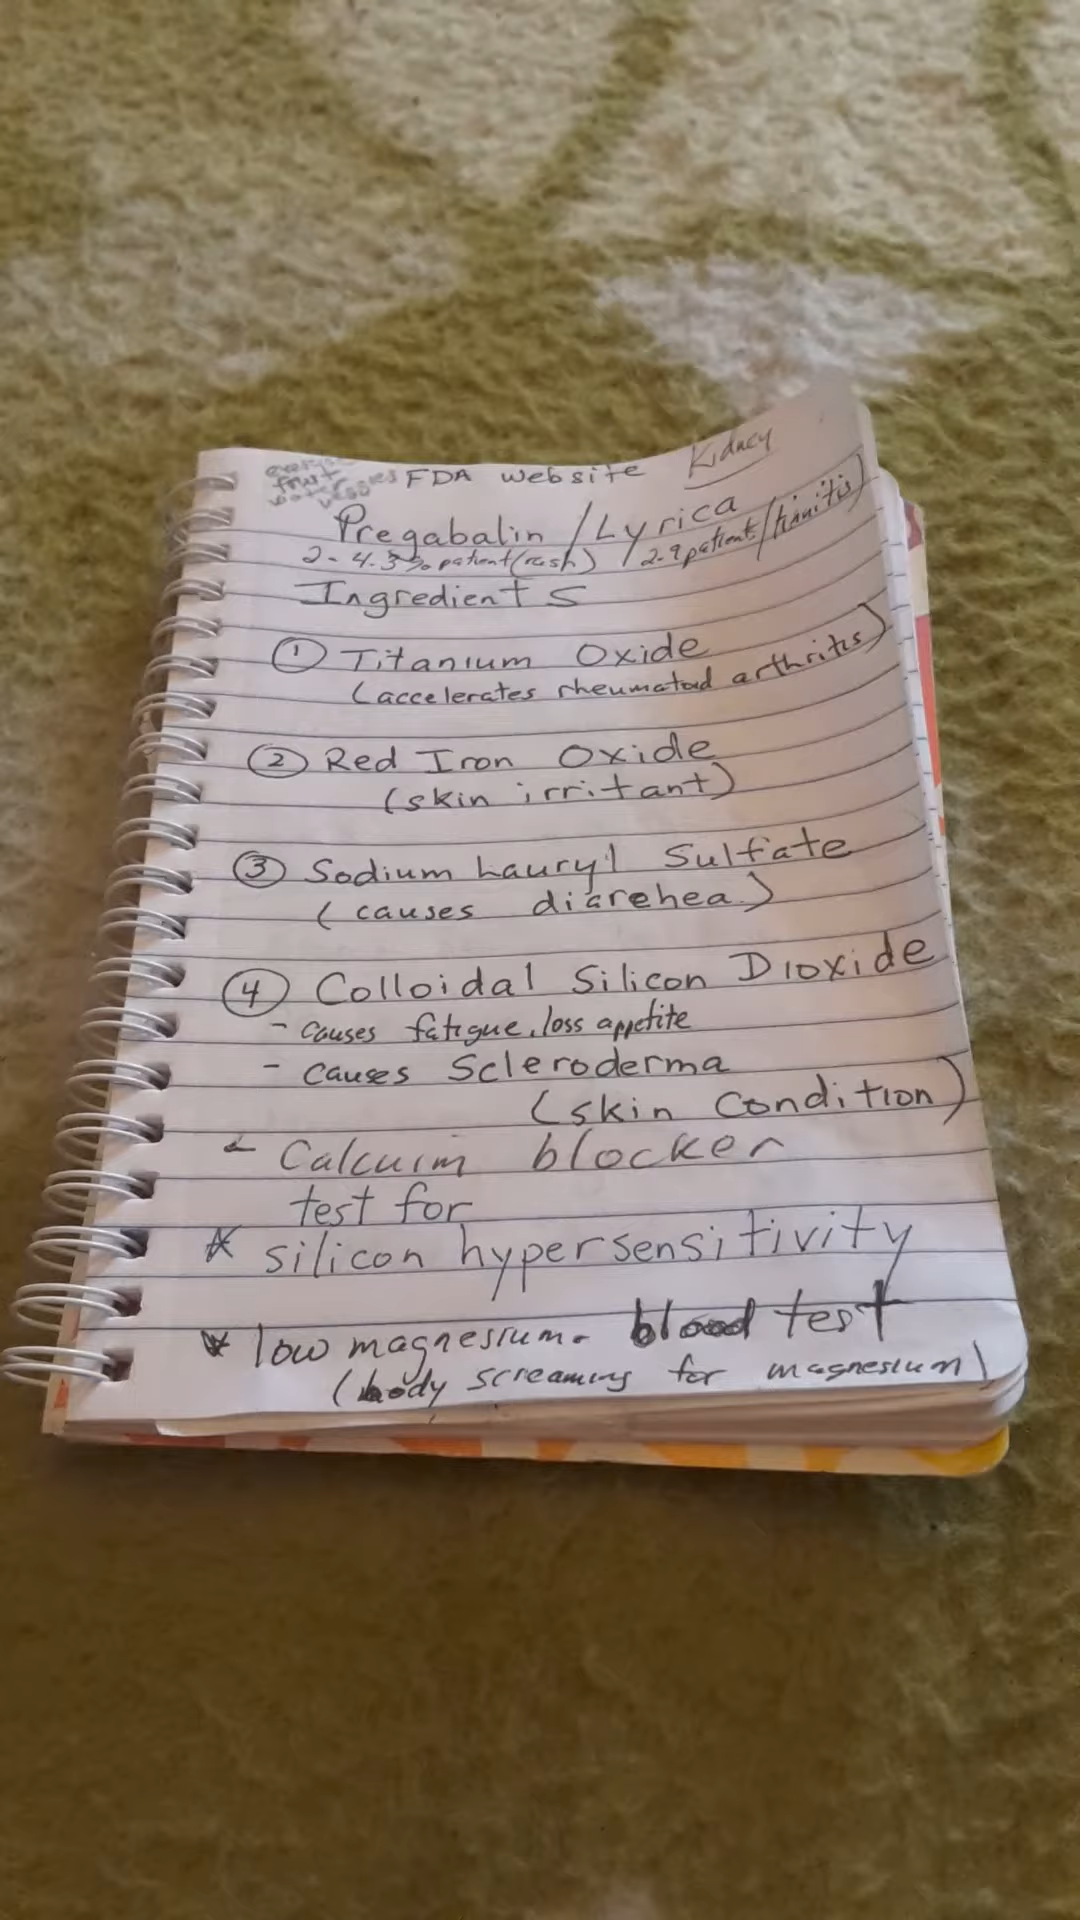 FDA website Kidney
Pregabalin / Lyrica
2 - 4.3% patient (rash) / 2.9 patient (tinnitis)
Ingredients
① Titanium Oxide
(accelerates rheumatoid arthritis)
② Red Iron Oxide
(skin irritant)
③ Sodium Lauryl Sulfate
(causes diarehea)
④ Colloidal Silicon Dioxide
- causes fatigue, loss appetite
- causes Scleroderma
(skin condition)
- Calcuim blocker
test for
* silicon hypersensitivity
* low magnesium - blood test
(body screaming for magnesium)